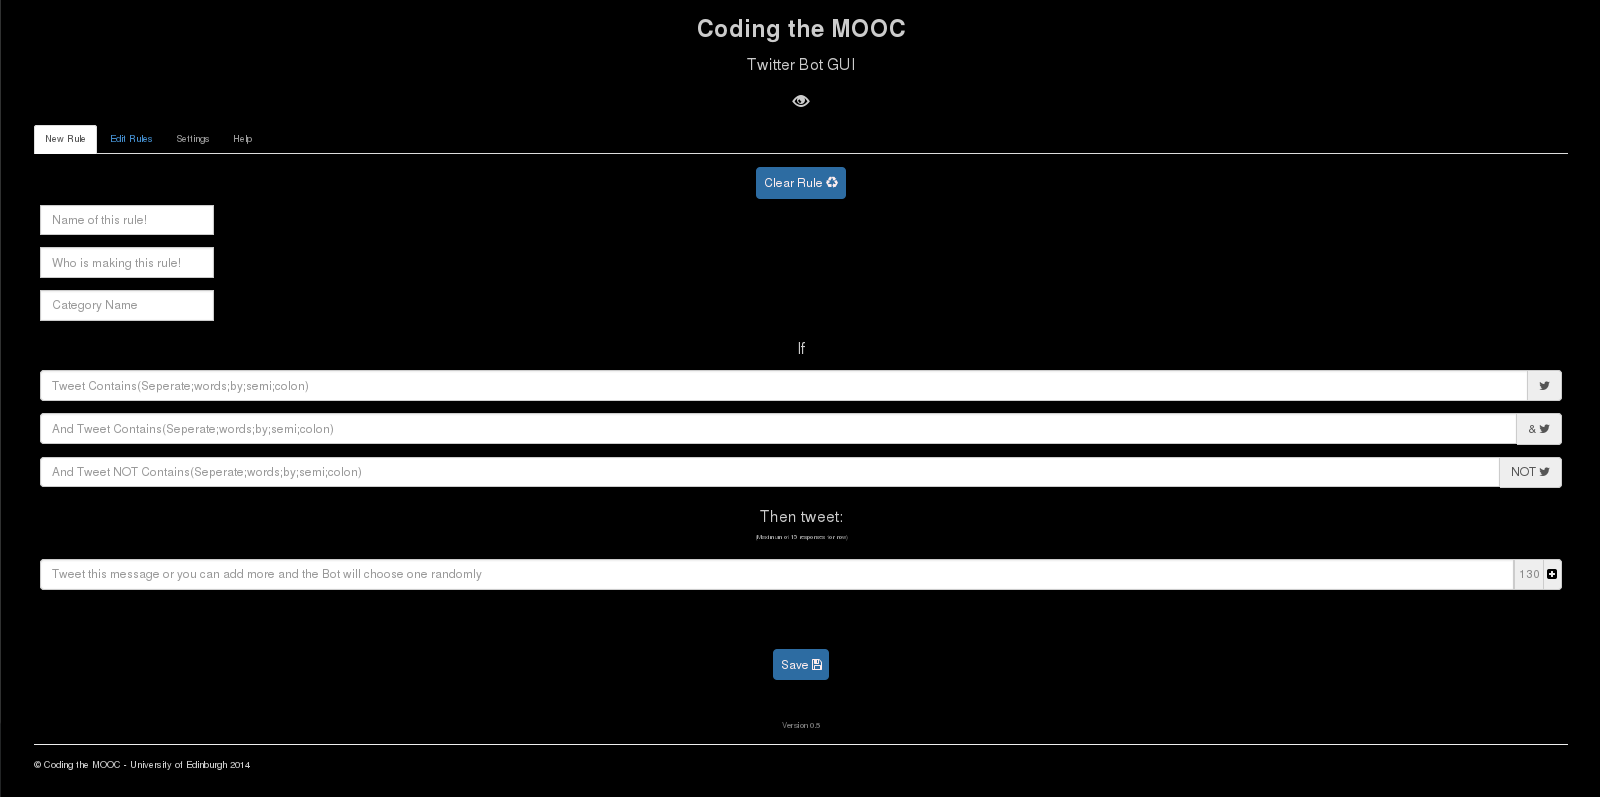 Coding the MOOC
Twitter Bot GUI
New Rule Edit Rules Settings Help
Clear Rule
Name of this rule!
Who is making this rule!
Category Name
If
Tweet Contains(Seperate;words;by;semi;colon)
And Tweet Contains(Seperate;words;by;semi;colon) &
And Tweet NOT Contains(Seperate;words;by;semi;colon) NOT
Then tweet:
(Maximum of 15 responses for now)
Tweet this message or you can add more and the Bot will choose one randomly 130
Save
Version 0.5
© Coding the MOOC - University of Edinburgh 2014